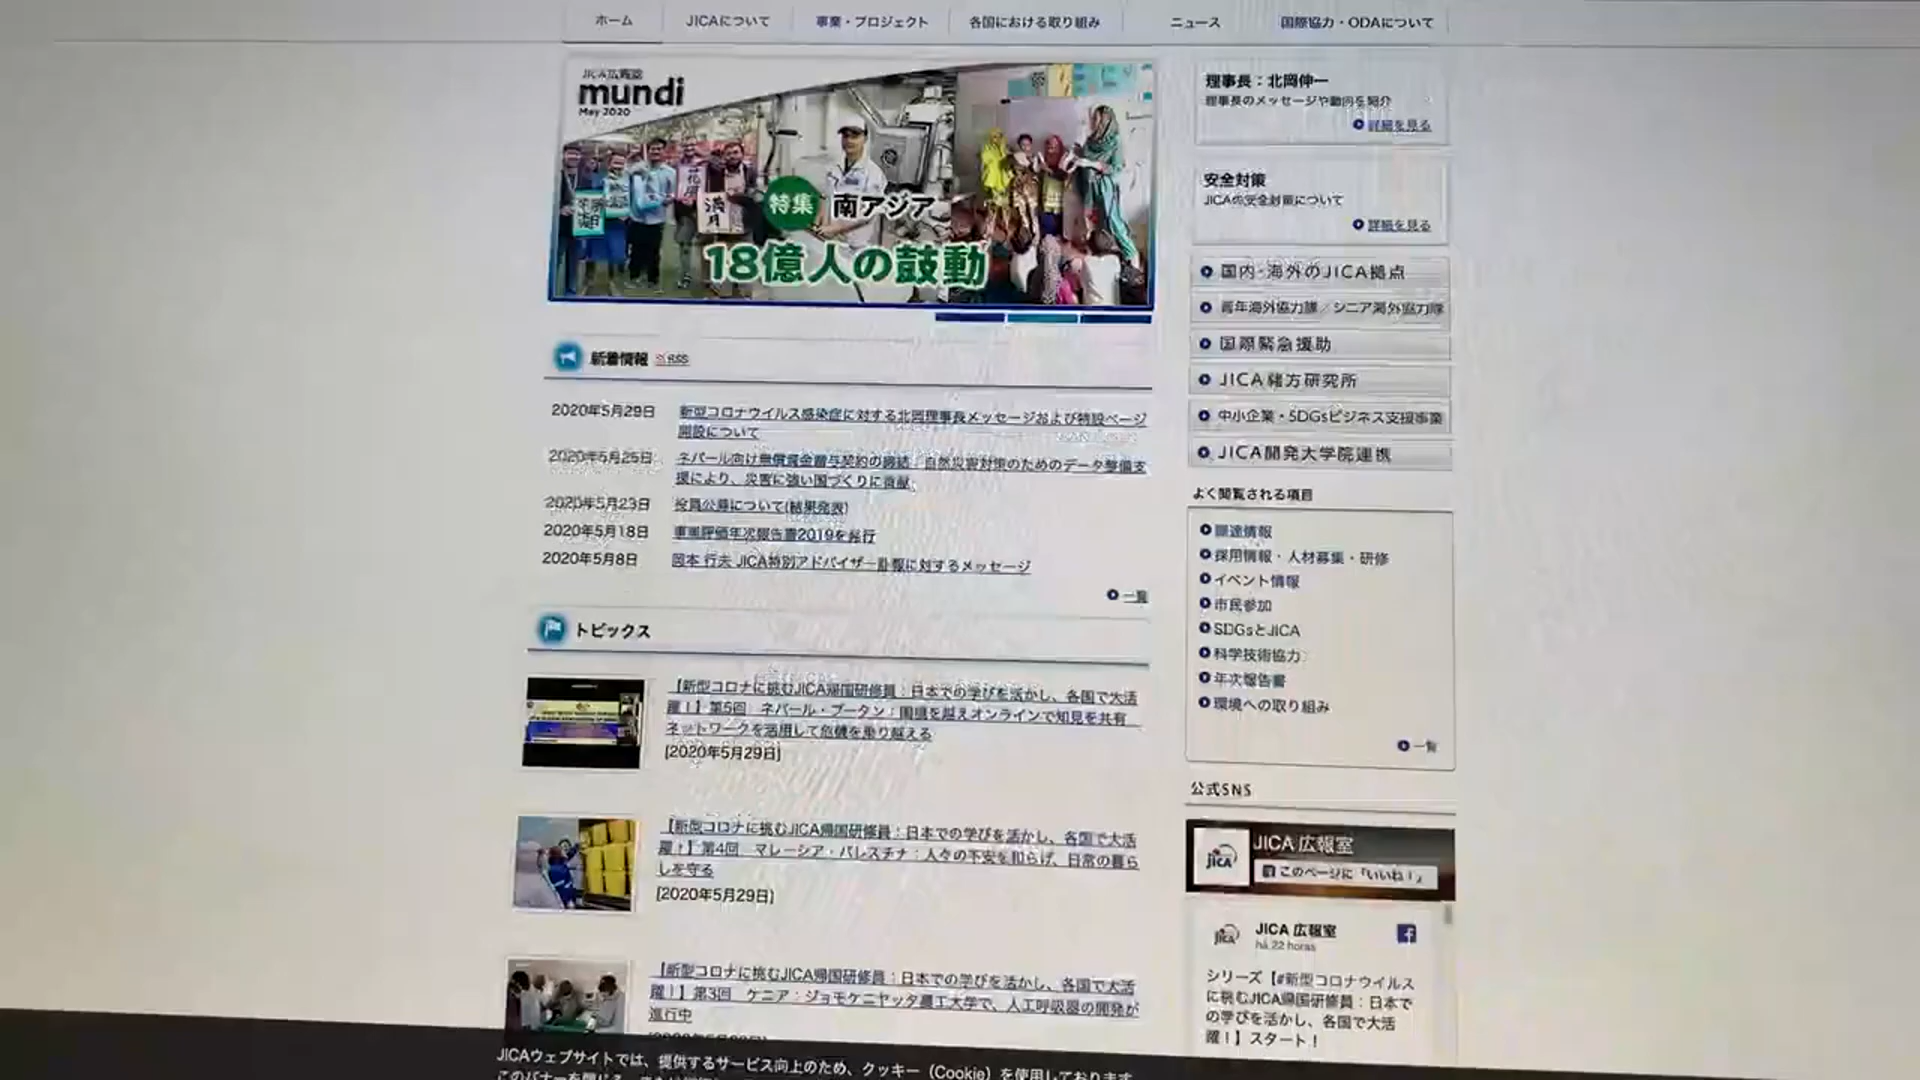 ホーム
JICAについて
事業・プロジェクト
各国における取り組み
ニュース
国際協力・ODAについて
JICA広報誌
mundi
May 2020
満月
特集 南アジア
18億人の鼓動
新着情報 RSS
2020年5月29日 新型コロナウイルス感染症に対する北岡理事長メッセージおよび特設ページ
開設について
2020年5月25日 ネパール向け無償資金贈与契約の締結：自然災害対策のためのデータ整備支
援により、災害に強い国づくりに貢献
2020年5月23日 役員公募について(結果発表)
2020年5月18日 事業評価年次報告書2019を発行
2020年5月8日 岡本 行夫 JICA特別アドバイザー訃報に対するメッセージ
一覧
トピックス
【新型コロナに挑むJICA帰国研修員：日本での学びを活かし、各国で大活
躍！】第5回 ネパール・ブータン：国境を越えオンラインで知見を共有
ネットワークを活用して危機を乗り越える
[2020年5月29日]
【新型コロナに挑むJICA帰国研修員：日本での学びを活かし、各国で大活
躍！】第4回 マレーシア・パレスチナ：人々の不安を和らげ、日常の暮ら
しを守る
[2020年5月29日]
【新型コロナに挑むJICA帰国研修員：日本での学びを活かし、各国で大活
躍！】第3回 ケニア：ジョモケニヤッタ農工大学で、人工呼吸器の開発が
進行中
理事長：北岡伸一
理事長のメッセージや動向を紹介
詳細を見る
安全対策
JICAの安全対策について
詳細を見る
国内・海外のJICA拠点
青年海外協力隊／シニア海外協力隊
国際緊急援助
JICA緒方研究所
中小企業・SDGsビジネス支援事業
JICA開発大学院連携
よく閲覧される項目
調達情報
採用情報・人材募集・研修
イベント情報
市民参加
SDGsとJICA
科学技術協力
年次報告書
環境への取り組み
一覧
公式SNS
JICA
JICA 広報室
このページに「いいね！」
JICA
JICA 広報室
há 22 horas
シリーズ【#新型コロナウイルス
に挑むJICA帰国研修員：日本で
の学びを活かし、各国で大活
躍！】スタート！
JICAウェブサイトでは、提供するサービス向上のため、クッキー（Cookie）を使用しております。